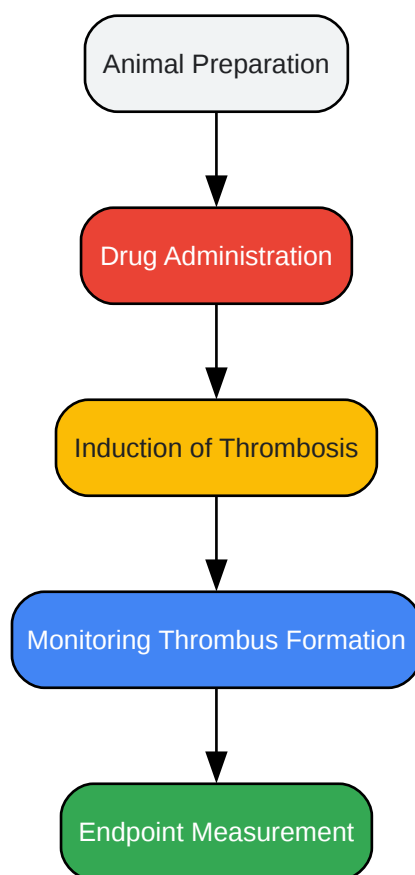 Animal Preparation
Drug Administration
Induction of Thrombosis
Monitoring Thrombus Formation
Endpoint Measurement